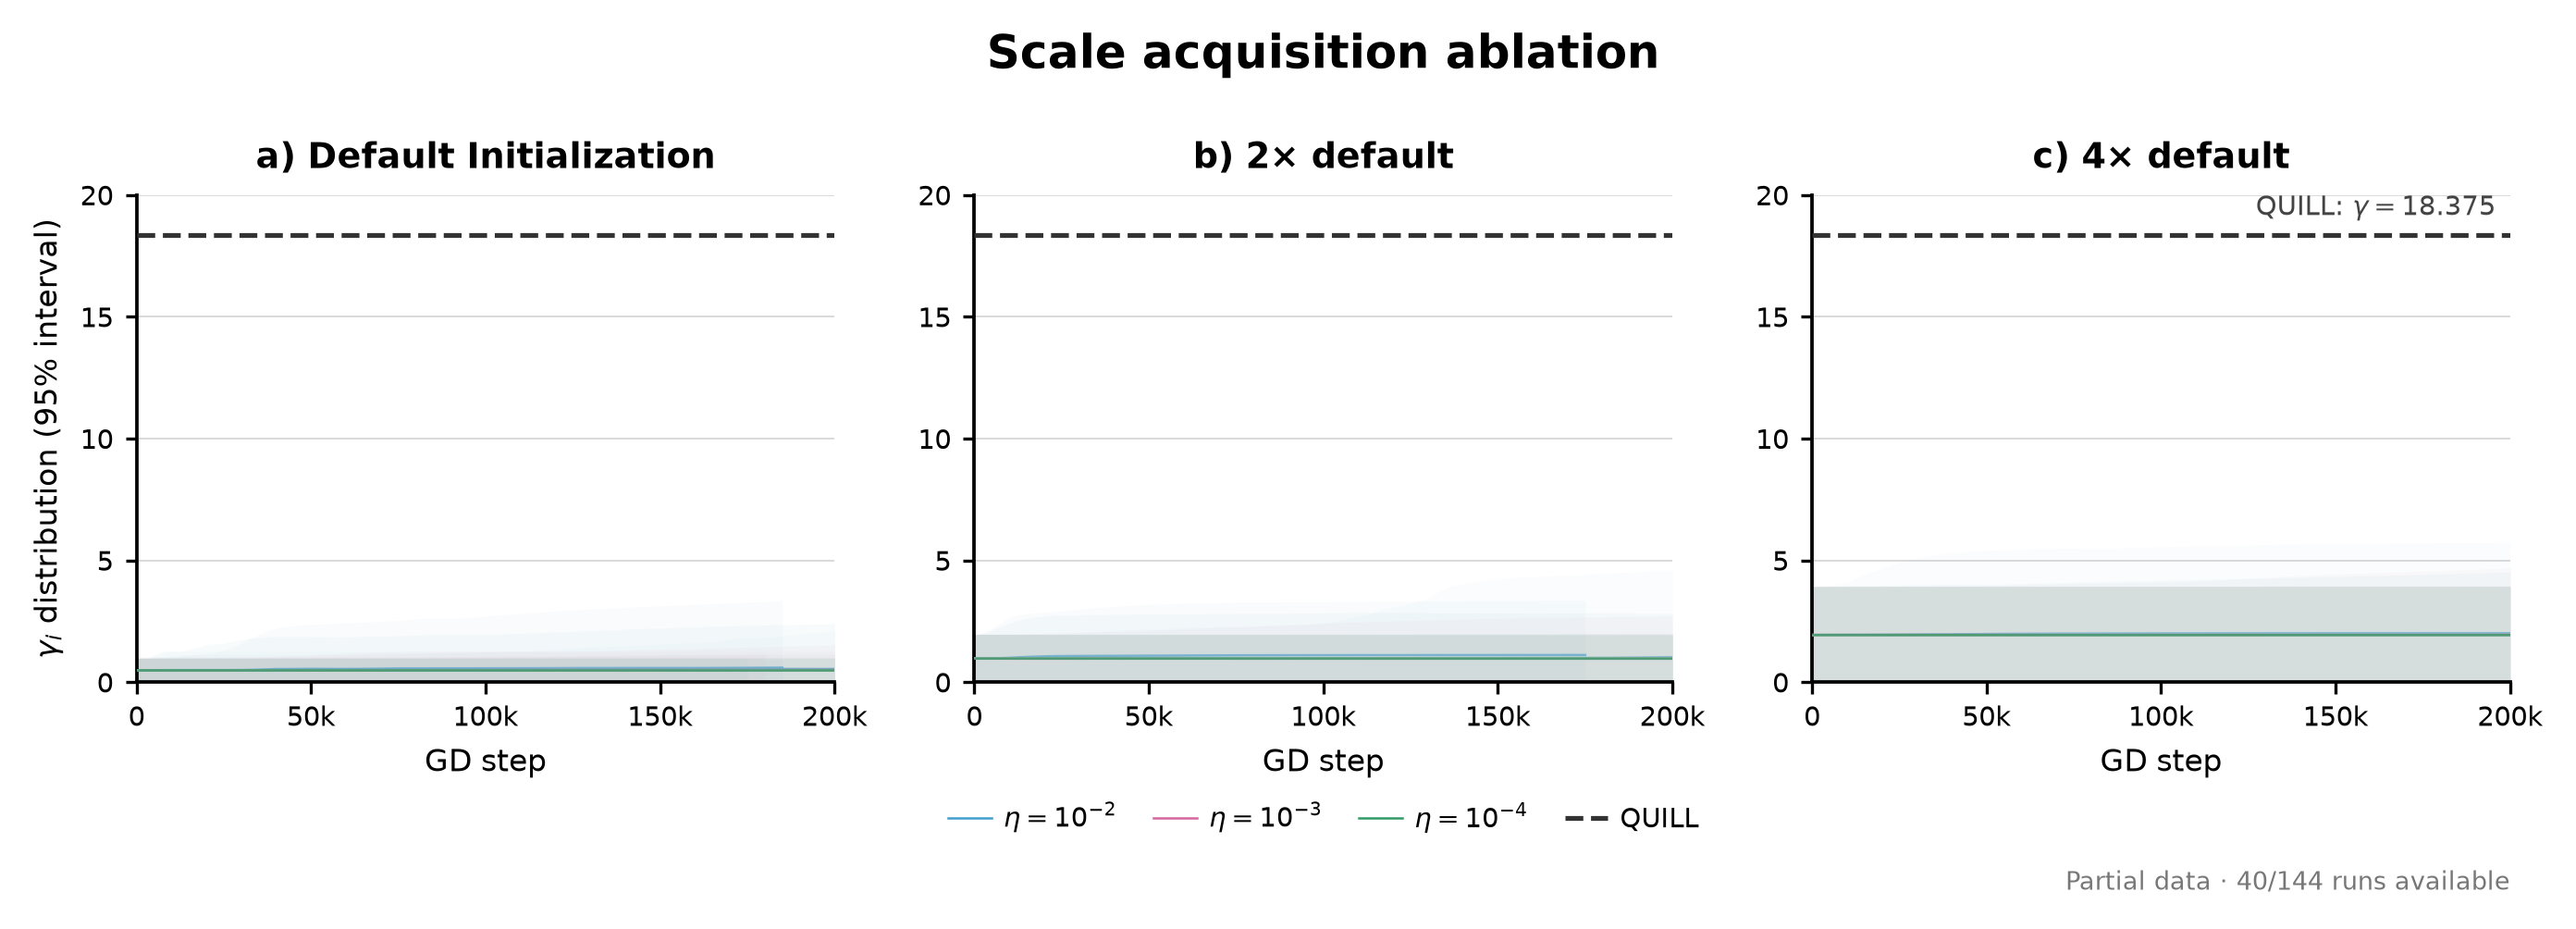 Scale acquisition ablation
a) Default Initialization
b) 2× default
c) 4× default
γᵢ distribution (95% interval)
20
15
10
5
0
0 50k 100k 150k 200k
GD step
20
15
10
5
0
0 50k 100k 150k 200k
GD step
QUILL: γ = 18.375
20
15
10
5
0
0 50k 100k 150k 200k
GD step
η = 10⁻² η = 10⁻³ η = 10⁻⁴ QUILL
Partial data · 40/144 runs available